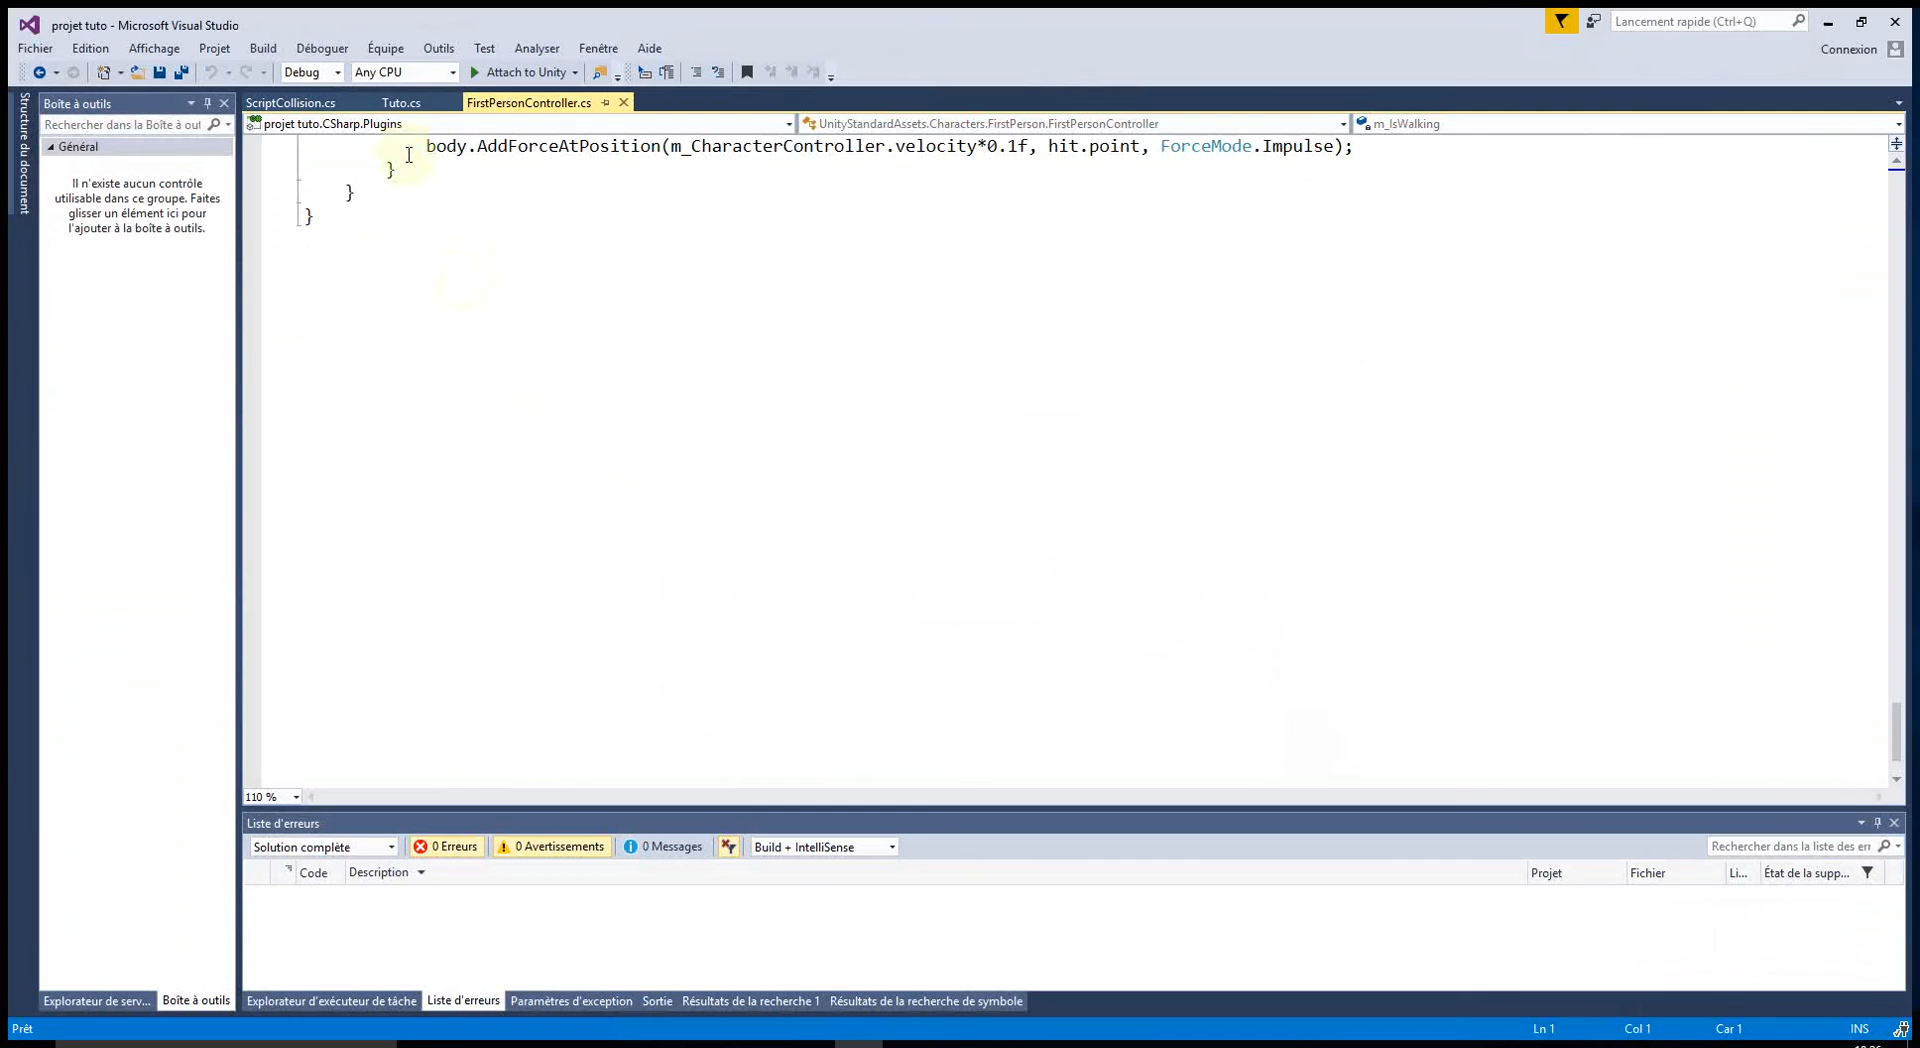 projet tuto - Microsoft Visual Studio
Lancement rapide (Ctrl+Q)
Fichier Edition Affichage Projet Build Déboguer Équipe Outils Test Analyser Fenêtre Aide
Connexion
Debug Any CPU Attach to Unity
Structure du document
Boîte à outils
ScriptCollision.cs Tuto.cs FirstPersonController.cs
Rechercher dans la Boîte à out
projet tuto.CSharp.Plugins UnityStandardAssets.Characters.FirstPerson.FirstPersonController m_IsWalking
Général
Il n'existe aucun contrôle
utilisable dans ce groupe. Faites
glisser un élément ici pour
l'ajouter à la boîte à outils.
body.AddForceAtPosition(m_CharacterController.velocity*0.1f, hit.point, ForceMode.Impulse);
}
}
}
110 %
Liste d'erreurs
Solution complète 0 Erreurs 0 Avertissements 0 Messages Build + IntelliSense Rechercher dans la liste des err
Code Description Projet Fichier Li... État de la supp...
Explorateur de serv... Boîte à outils Explorateur d'exécuteur de tâche Liste d'erreurs Paramètres d'exception Sortie Résultats de la recherche 1 Résultats de la recherche de symbole
Prêt Ln 1 Col 1 Car 1 INS